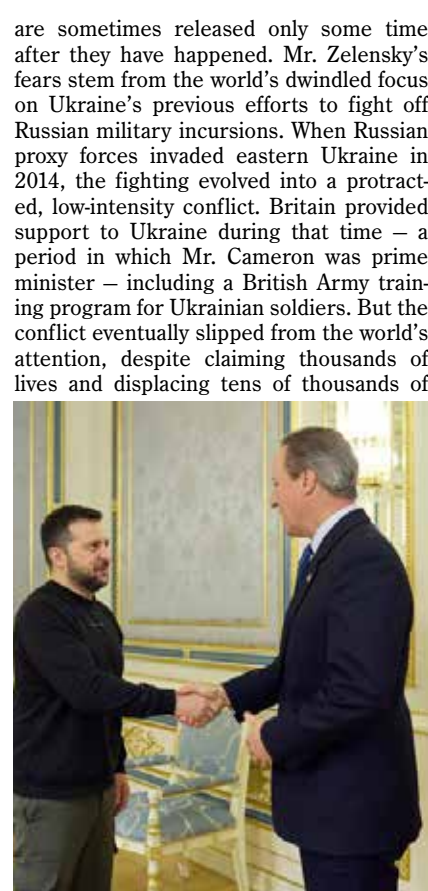 are sometimes released only some time
after they have happened. Mr. Zelensky's
fears stem from the world's dwindled focus
on Ukraine's previous efforts to fight off
Russian military incursions. When Russian
proxy forces invaded eastern Ukraine in
2014, the fighting evolved into a protract-
ed, low-intensity conflict. Britain provided
support to Ukraine during that time — a
period in which Mr. Cameron was prime
minister — including a British Army train-
ing program for Ukrainian soldiers. But the
conflict eventually slipped from the world's
attention, despite claiming thousands of
lives and displacing tens of thousands of